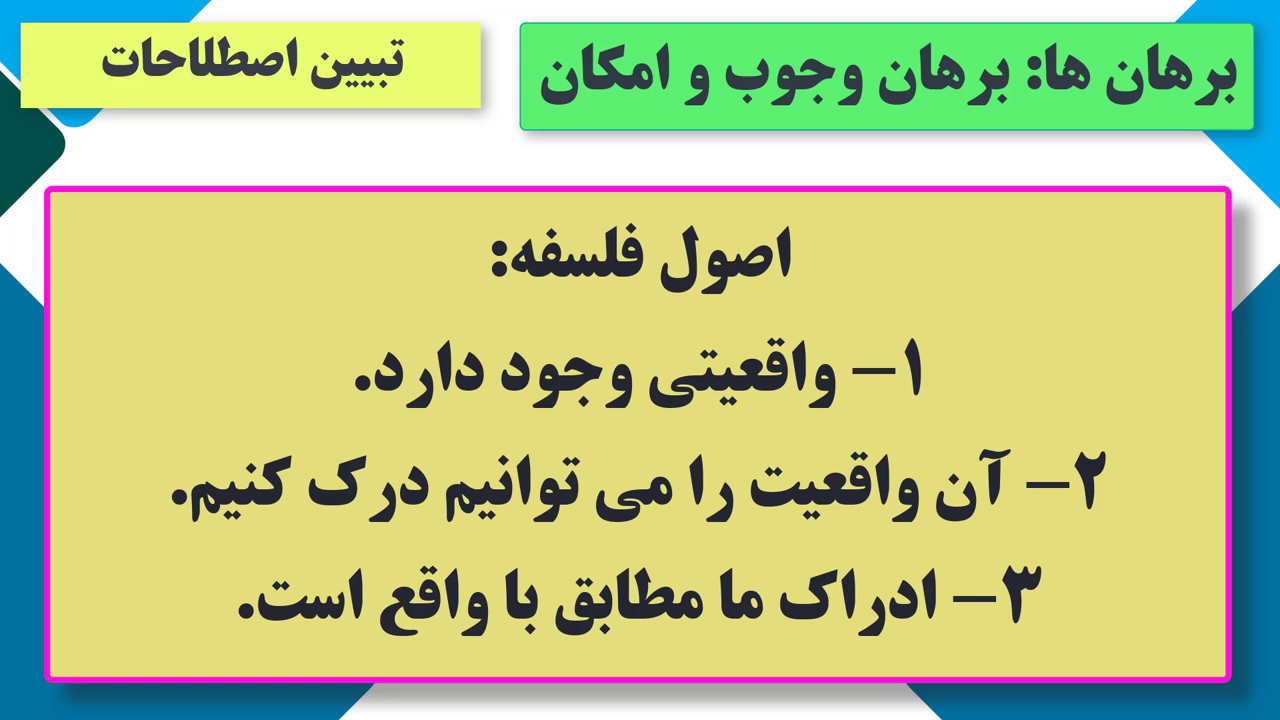 برهان ها: برهان وجوب و امکان
تبیین اصطلاحات
اصول فلسفه:
۱- واقعیتی وجود دارد.
۲- آن واقعیت را می توانیم درک کنیم.
۳- ادراک ما مطابق با واقع است.